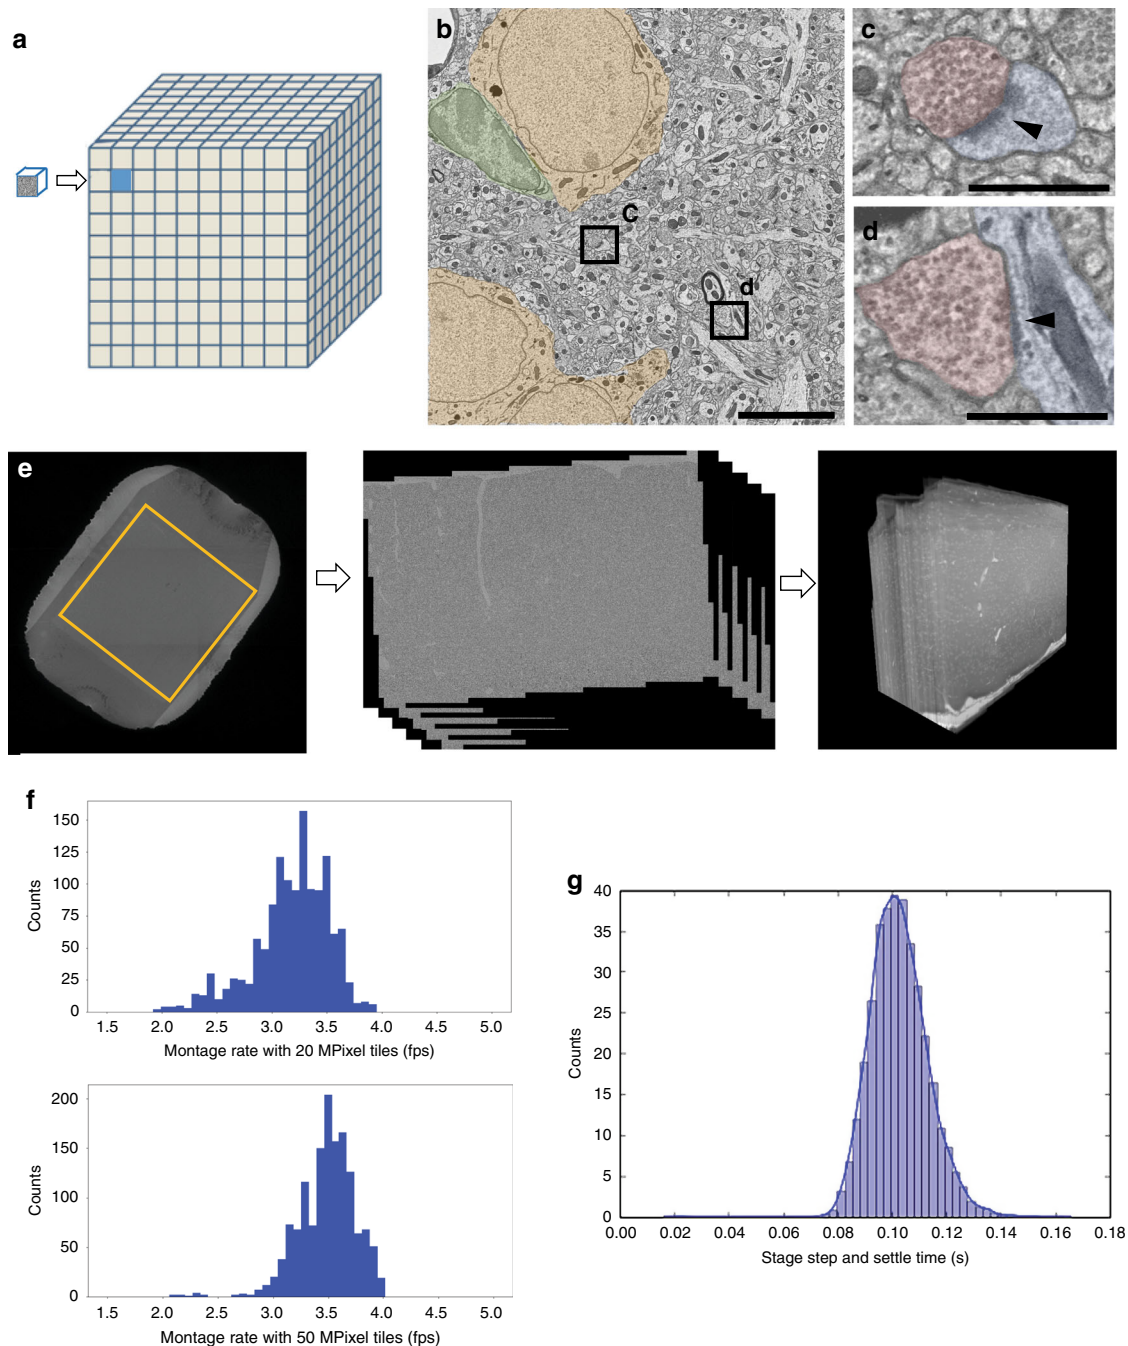 a
b
c
C
d
d
e
f
150
125
100
75
50
25
0
Counts
1.5 2.0 2.5 3.0 3.5 4.0 4.5 5.0
Montage rate with 20 MPixel tiles (fps)
200
150
100
50
0
Counts
1.5 2.0 2.5 3.0 3.5 4.0 4.5 5.0
Montage rate with 50 MPixel tiles (fps)
g
40
35
30
25
20
15
10
5
0
Counts
0.00 0.02 0.04 0.06 0.08 0.10 0.12 0.14 0.16 0.18
Stage step and settle time (s)